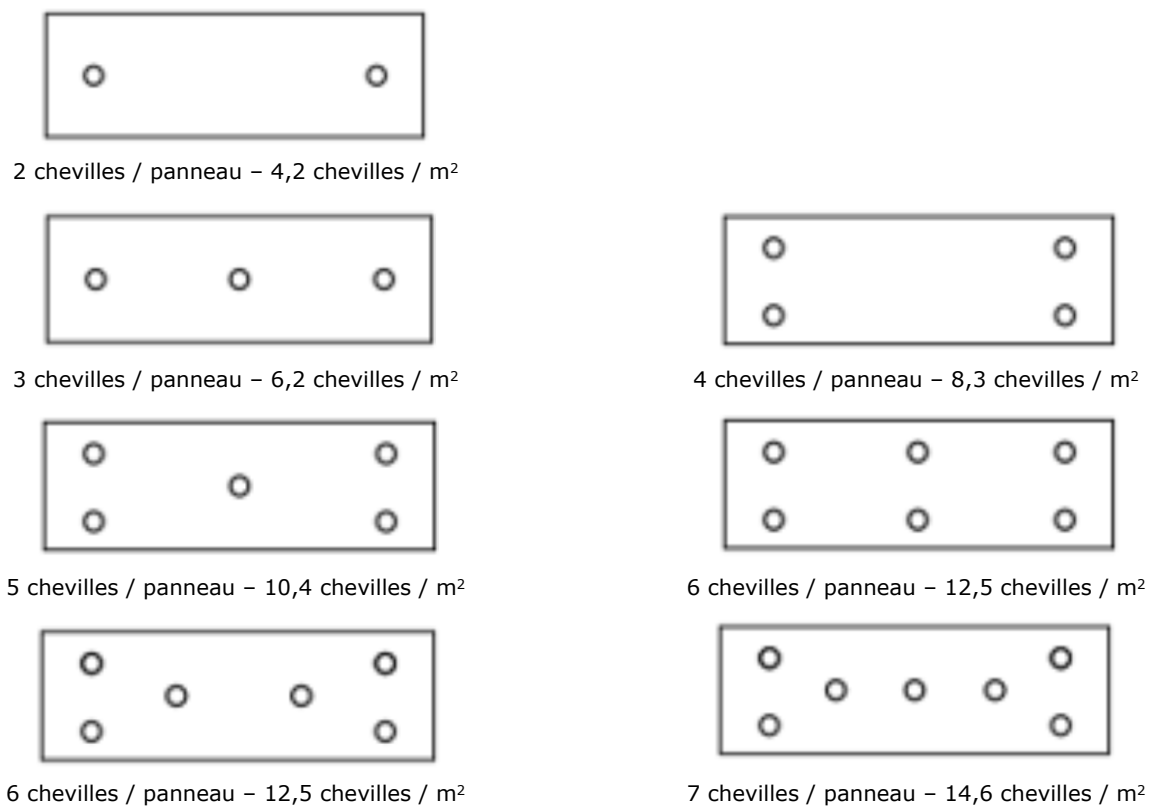 2 chevilles / panneau – 4,2 chevilles / m²
3 chevilles / panneau – 6,2 chevilles / m²
4 chevilles / panneau – 8,3 chevilles / m²
5 chevilles / panneau – 10,4 chevilles / m²
6 chevilles / panneau – 12,5 chevilles / m²
6 chevilles / panneau – 12,5 chevilles / m²
7 chevilles / panneau – 14,6 chevilles / m²